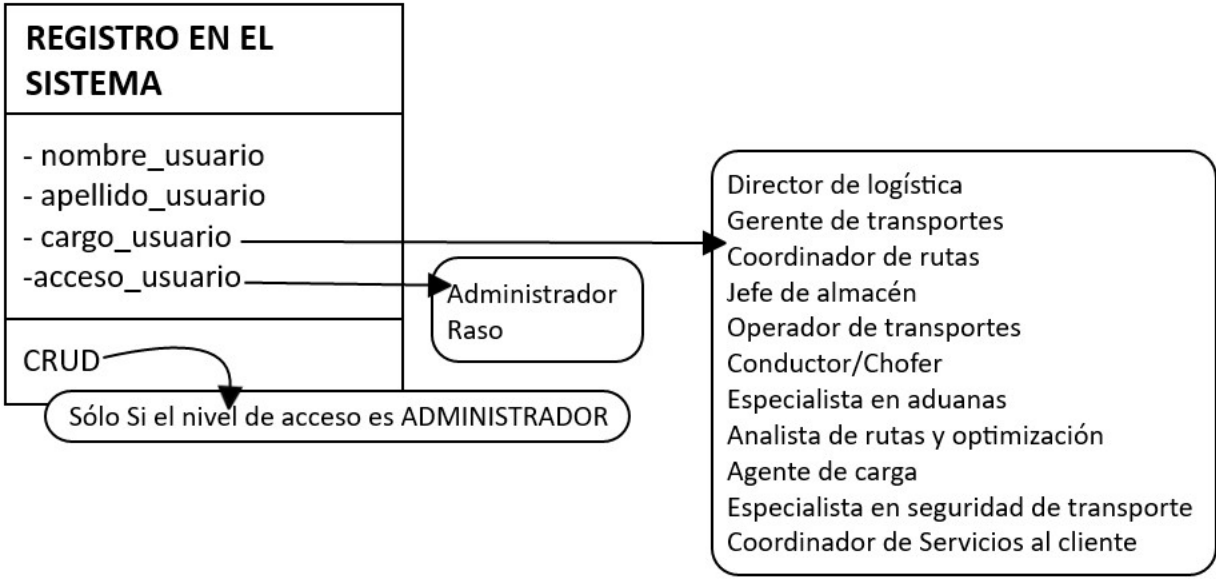 REGISTRO EN EL
SISTEMA
- nombre_usuario
- apellido_usuario
- cargo_usuario
-acceso_usuario
CRUD
Sólo Si el nivel de acceso es ADMINISTRADOR
Administrador
Raso
Director de logística
Gerente de transportes
Coordinador de rutas
Jefe de almacén
Operador de transportes
Conductor/Chofer
Especialista en aduanas
Analista de rutas y optimización
Agente de carga
Especialista en seguridad de transporte
Coordinador de Servicios al cliente